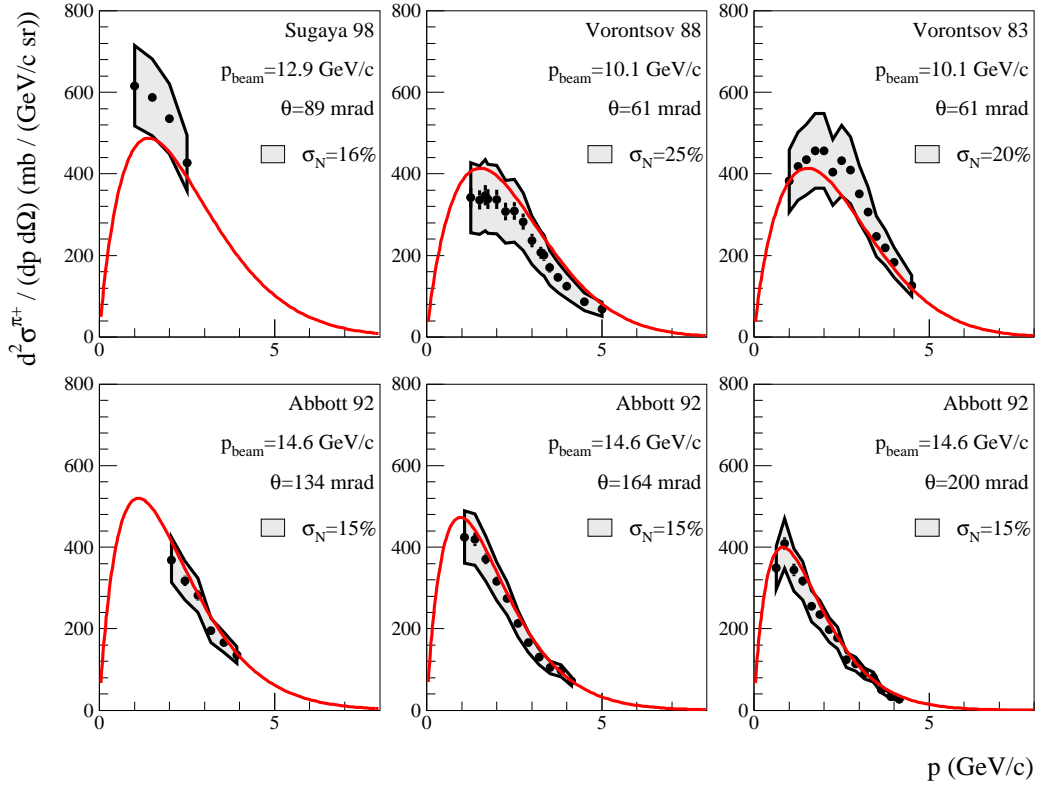 d²σ^π+ / (dp dΩ) (mb / (GeV/c sr))
800
600
400
200
0
0
5
Sugaya 98
p_beam=12.9 GeV/c
θ=89 mrad
σ_N=16%
800
600
400
200
0
0
5
Vorontsov 88
p_beam=10.1 GeV/c
θ=61 mrad
σ_N=25%
800
600
400
200
0
0
5
Vorontsov 83
p_beam=10.1 GeV/c
θ=61 mrad
σ_N=20%
800
600
400
200
0
0
5
Abbott 92
p_beam=14.6 GeV/c
θ=134 mrad
σ_N=15%
800
600
400
200
0
0
5
Abbott 92
p_beam=14.6 GeV/c
θ=164 mrad
σ_N=15%
800
600
400
200
0
0
5
Abbott 92
p_beam=14.6 GeV/c
θ=200 mrad
σ_N=15%
p (GeV/c)